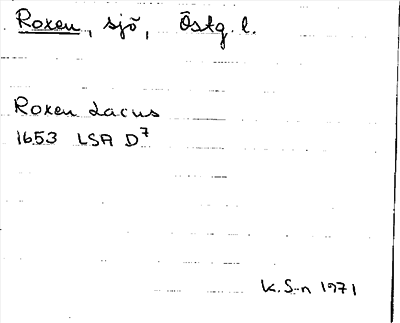 Roxen, sjö, Östg. l.
Roxen Lacus
1653 LSA D7
K. S-n 1971